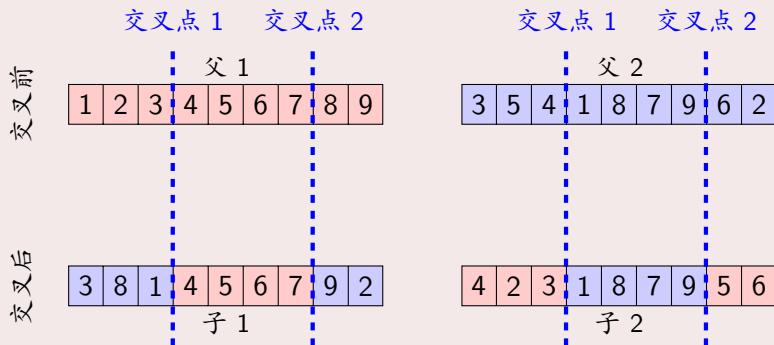 交叉点 1 交叉点 2 交叉点 1 交叉点 2
父 1 父 2
交叉前 1 2 3 4 5 6 7 8 9 3 5 4 1 8 7 9 6 2
交叉后 3 8 1 4 5 6 7 9 2 4 2 3 1 8 7 9 5 6
子 1 子 2